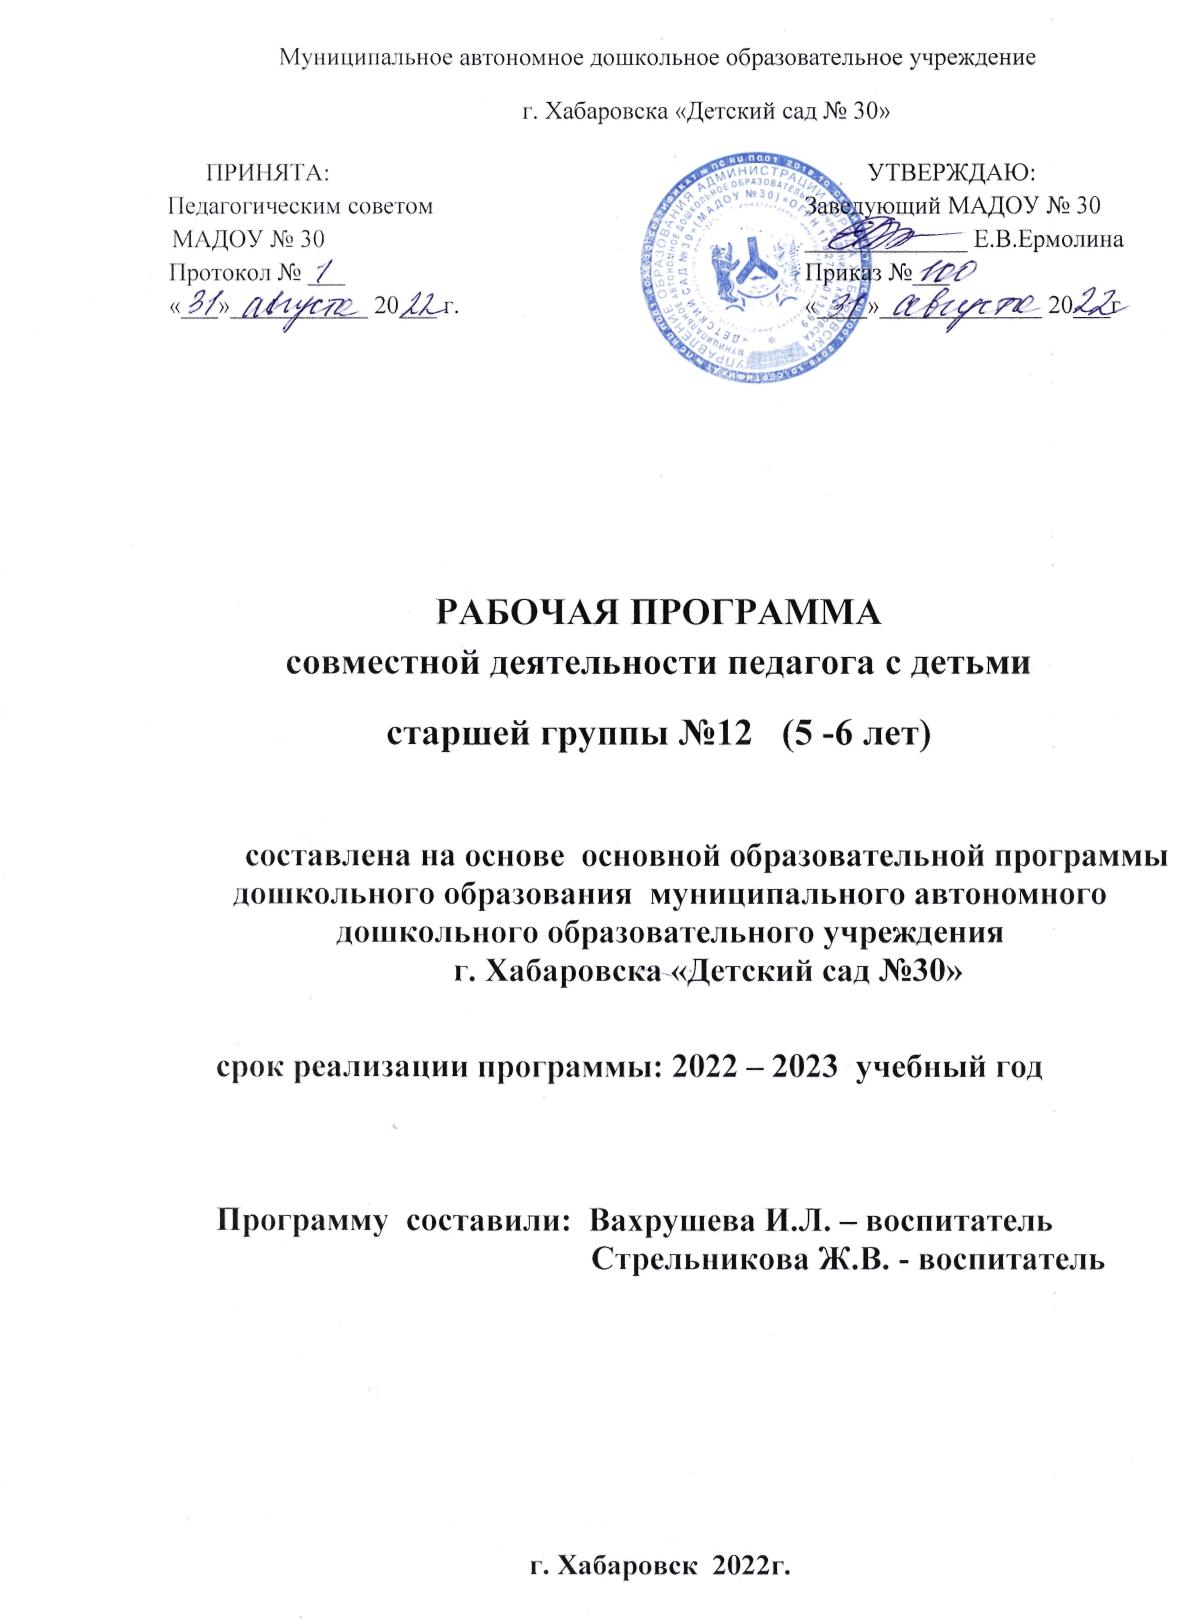 Муниципальное автономное дошкольное образовательное учреждение
г. Хабаровска «Детский сад № 30»
ПРИНЯТА:
Педагогическим советом
МАДОУ № 30
Протокол № 1
«31» августа 2022г.
УТВЕРЖДАЮ:
Заведующий МАДОУ № 30
Е.В.Ермолина
Приказ № 100
«31» августа 2022г
РАБОЧАЯ ПРОГРАММА
совместной деятельности педагога с детьми
старшей группы №12 (5 -6 лет)
составлена на основе основной образовательной программы
дошкольного образования муниципального автономного
дошкольного образовательного учреждения
г. Хабаровска «Детский сад №30»
срок реализации программы: 2022 – 2023 учебный год
Программу составили: Вахрушева И.Л. – воспитатель
Стрельникова Ж.В. - воспитатель
г. Хабаровск 2022г.